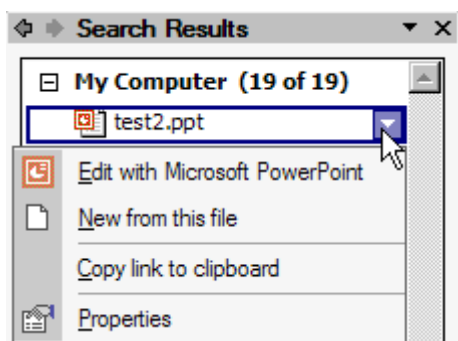 Search Results
My Computer (19 of 19)
test2.ppt
Edit with Microsoft PowerPoint
New from this file
Copy link to clipboard
Properties